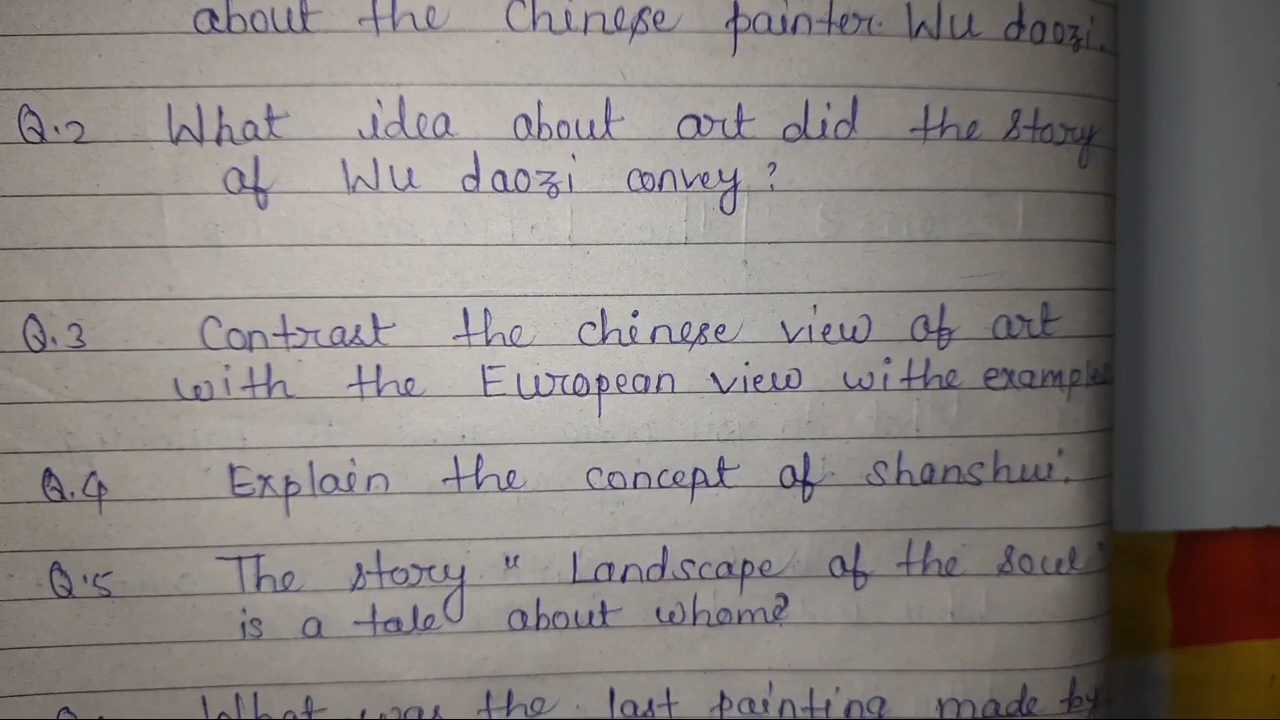 about the Chinese painter Wu daozi.
Q.2 What idea about art did the story
of Wu daozi convey?
Q.3 Contrast the chinese view of art
with the European view withe example
Q.4 Explain the concept of shanshui.
Q.5 The story "Landscape of the soul"
is a tale about whome?
What was the last painting made by